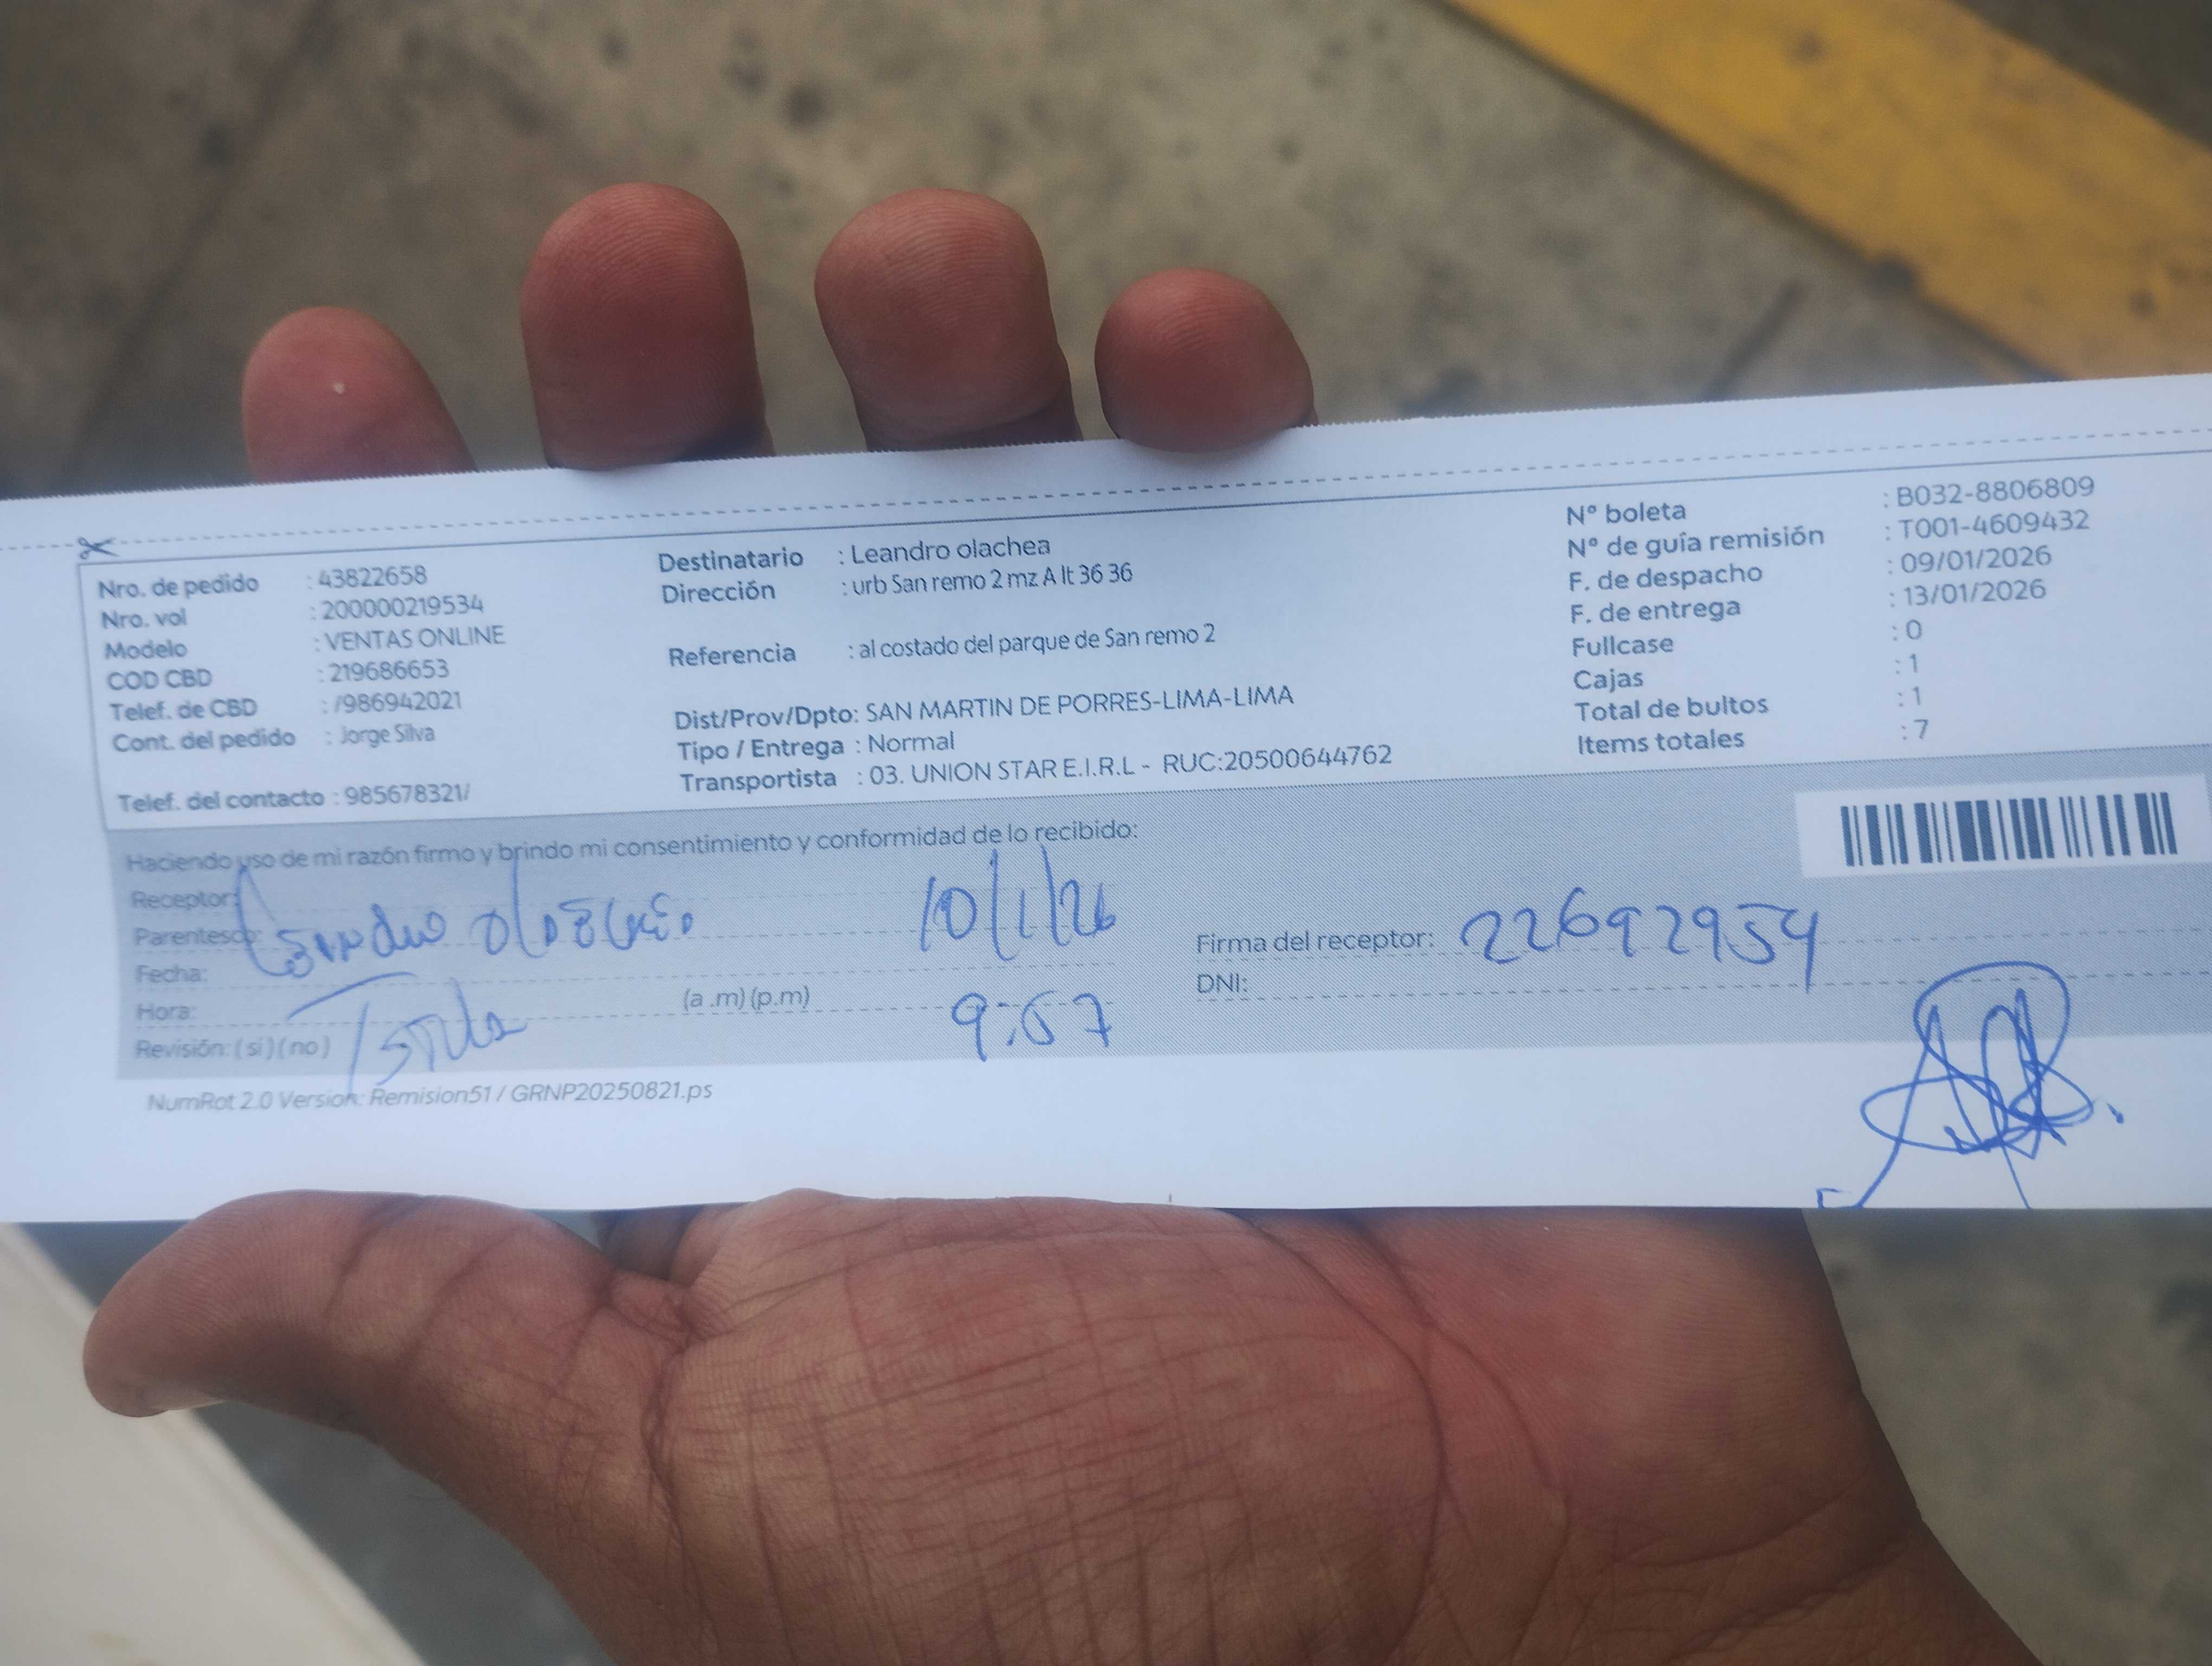 Nro. de pedido : 43822658
Nro. vol : 200000219534
Modelo : VENTAS ONLINE
COD CBD : 219686653
Telef. de CBD : /986942021
Cont. del pedido : Jorge Silva
Telef. del contacto : 985678321/
Destinatario : Leandro olachea
Dirección : urb San remo 2 mz A lt 36 36
Referencia : al costado del parque de San remo 2
Dist/Prov/Dpto: SAN MARTIN DE PORRES-LIMA-LIMA
Tipo / Entrega : Normal
Transportista : 03. UNION STAR E.I.R.L - RUC:20500644762
Nº boleta : B032-8806809
Nº de guía remisión : T001-4609432
F. de despacho : 09/01/2026
F. de entrega : 13/01/2026
Fullcase : 0
Cajas : 1
Total de bultos : 1
Items totales : 7
Haciendo uso de mi razón firmo y brindo mi consentimiento y conformidad de lo recibido:
Receptor:
Parentesco:
Fecha:
Hora: (a .m) (p.m)
Revisión: ( si ) ( no )
10/1/26
9:57
Firma del receptor: 22692954
DNI:
NumRot 2.0 Version: Remision51 / GRNP20250821.ps